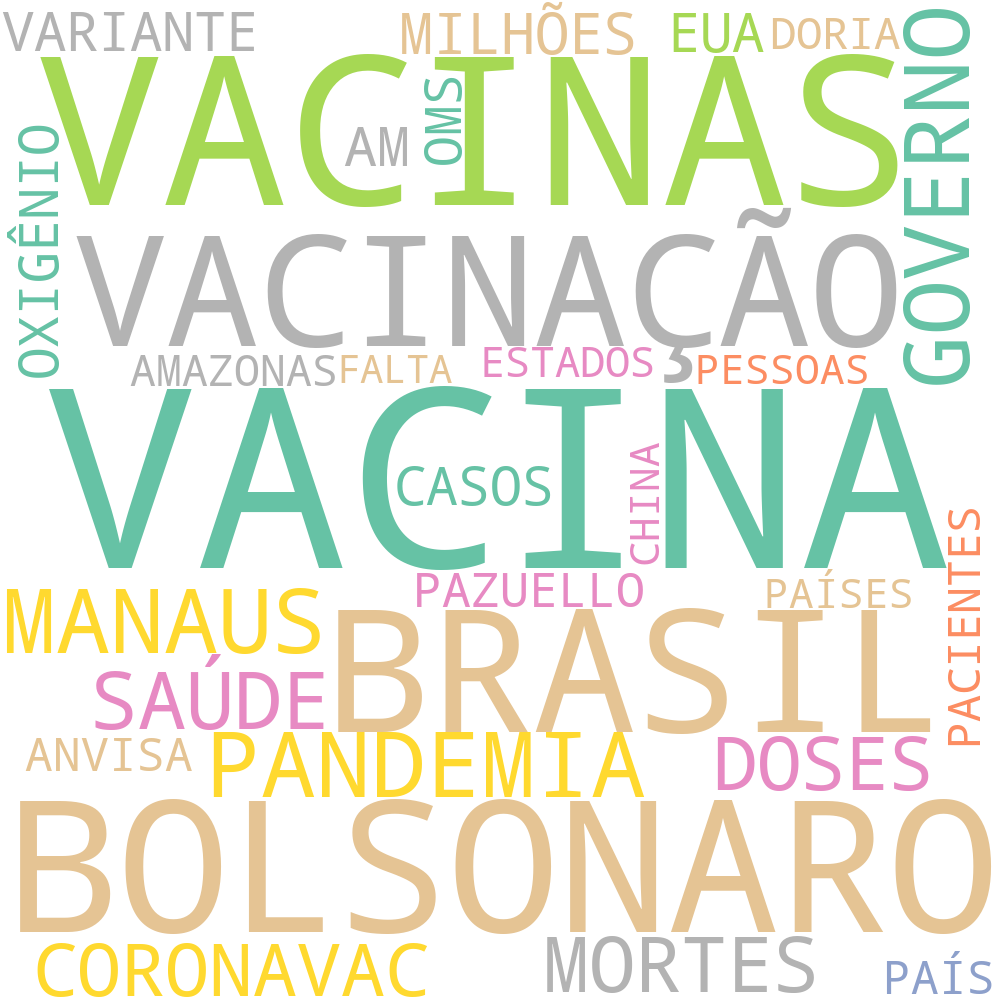 VARIANTE
MILHÕES
EUA
DORIA
VACINAS
GOVERNO
OMS
AM
OXIGÊNIO
VACINAÇÃO
AMAZONAS
FALTA
ESTADOS
PESSOAS
VACINA
CASOS
CHINA
PACIENTES
PAZUELLO
PAÍSES
MANAUS
BRASIL
SAÚDE
ANVISA
PANDEMIA
DOSES
BOLSONARO
CORONAVAC
MORTES
PAÍS